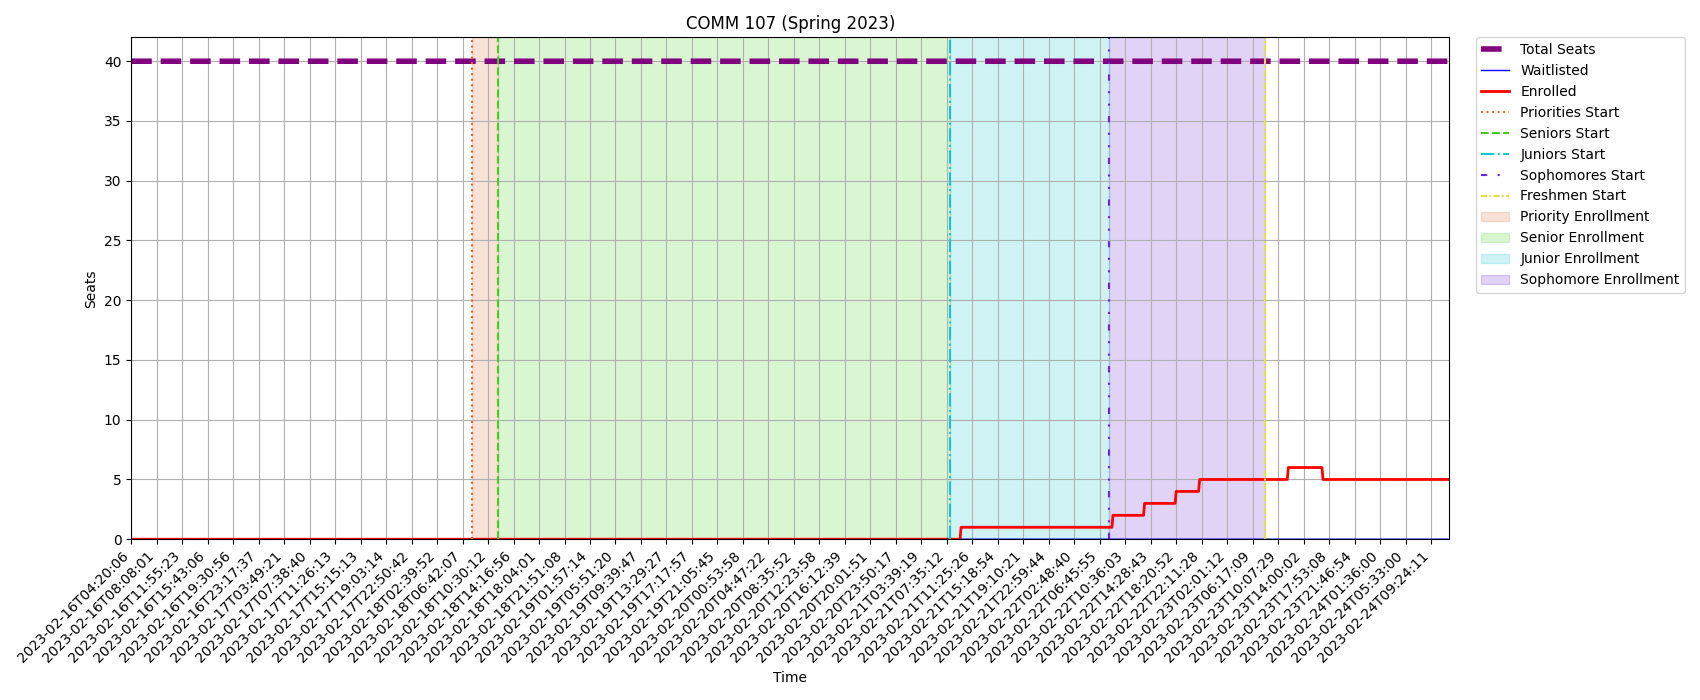 COMM 107 (Spring 2023)
Seats
40
35
30
25
20
15
10
5
0
2023-02-16T04:20:06
2023-02-16T08:08:01
2023-02-16T11:55:23
2023-02-16T15:43:06
2023-02-16T19:30:56
2023-02-16T23:17:37
2023-02-17T03:49:21
2023-02-17T07:38:40
2023-02-17T11:26:13
2023-02-17T15:15:13
2023-02-17T19:03:14
2023-02-17T22:50:42
2023-02-18T02:39:52
2023-02-18T06:42:07
2023-02-18T10:30:12
2023-02-18T14:16:56
2023-02-18T18:04:01
2023-02-18T21:51:08
2023-02-19T01:57:14
2023-02-19T05:51:20
2023-02-19T09:39:47
2023-02-19T13:29:27
2023-02-19T17:17:57
2023-02-19T21:05:45
2023-02-20T00:53:58
2023-02-20T04:47:22
2023-02-20T08:35:52
2023-02-20T12:23:58
2023-02-20T16:12:39
2023-02-20T20:01:51
2023-02-20T23:50:17
2023-02-21T03:39:19
2023-02-21T07:35:12
2023-02-21T11:25:26
2023-02-21T15:18:54
2023-02-21T19:10:21
2023-02-21T22:59:44
2023-02-22T02:48:40
2023-02-22T06:45:55
2023-02-22T10:36:03
2023-02-22T14:28:43
2023-02-22T18:20:52
2023-02-22T22:11:28
2023-02-23T02:01:12
2023-02-23T06:17:09
2023-02-23T10:07:29
2023-02-23T14:00:02
2023-02-23T17:53:08
2023-02-23T21:46:54
2023-02-24T01:36:00
2023-02-24T05:33:00
2023-02-24T09:24:11
Time
Total Seats
Waitlisted
Enrolled
Priorities Start
Seniors Start
Juniors Start
Sophomores Start
Freshmen Start
Priority Enrollment
Senior Enrollment
Junior Enrollment
Sophomore Enrollment